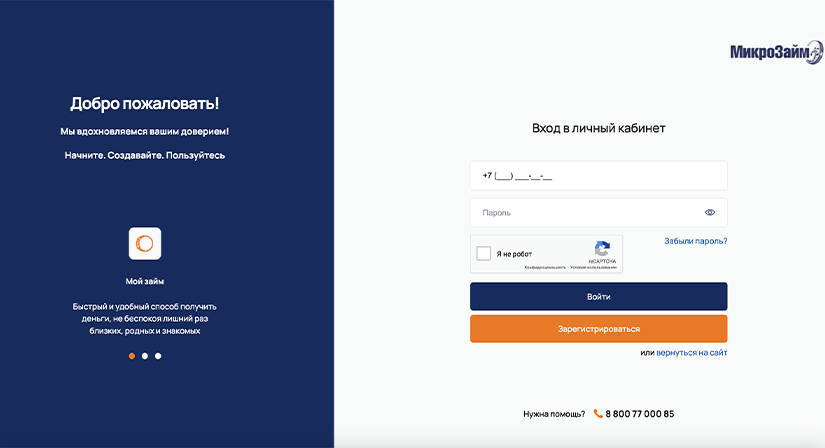 Добро пожаловать!
Мы вдохновляемся вашим доверием!
Начните. Создавайте. Пользуйтесь
Мой займ
Быстрый и удобный способ получить
деньги, не беспокоя лишний раз
близких, родных и знакомых
МикроЗайм
Вход в личный кабинет
+7 (___) ___-__-__
Пароль
Забыли пароль?
Я не робот
reCAPTCHA
Конфиденциальность - Условия использования
Войти
Зарегистрироваться
или вернуться на сайт
Нужна помощь? 8 800 77 000 85